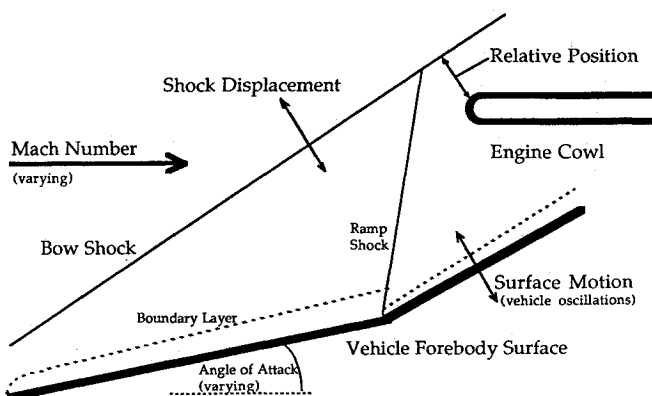 Relative Position
Shock Displacement
Mach Number
(varying)
Engine Cowl
Ramp
Shock
Bow Shock
Surface Motion
(vehicle oscillations)
Boundary Layer
Vehicle Forebody Surface
Angle of Attack
(varying)